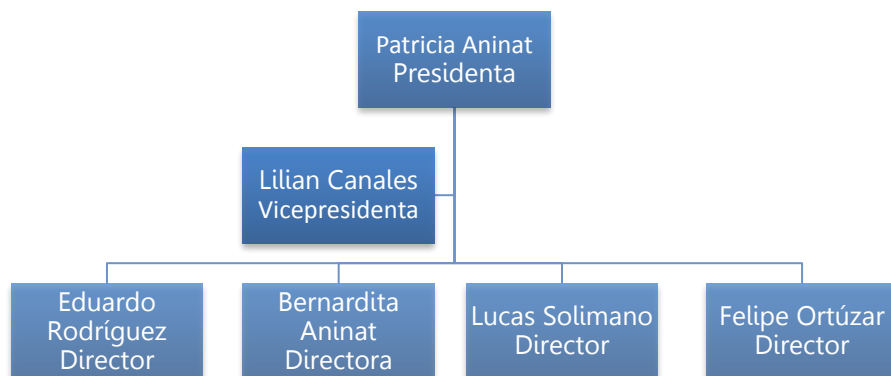 Patricia Aninat
Presidenta
Lilian Canales
Vicepresidenta
Eduardo
Rodríguez
Director
Bernardita
Aninat
Directora
Lucas Solimano
Director
Felipe Ortúzar
Director